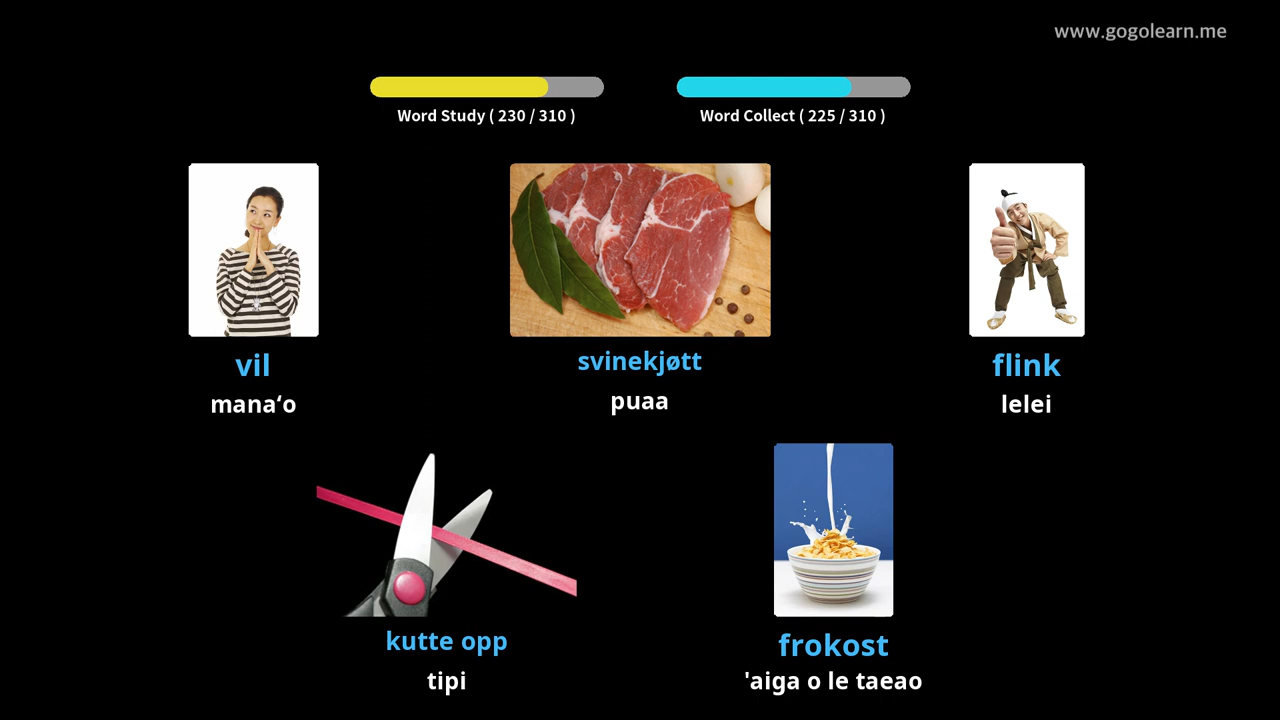 www.gogolearn.me
Word Study ( 230 / 310 )
Word Collect ( 225 / 310 )
vil
manaʻo
svinekjøtt
puaa
flink
lelei
kutte opp
tipi
frokost
'aiga o le taeao